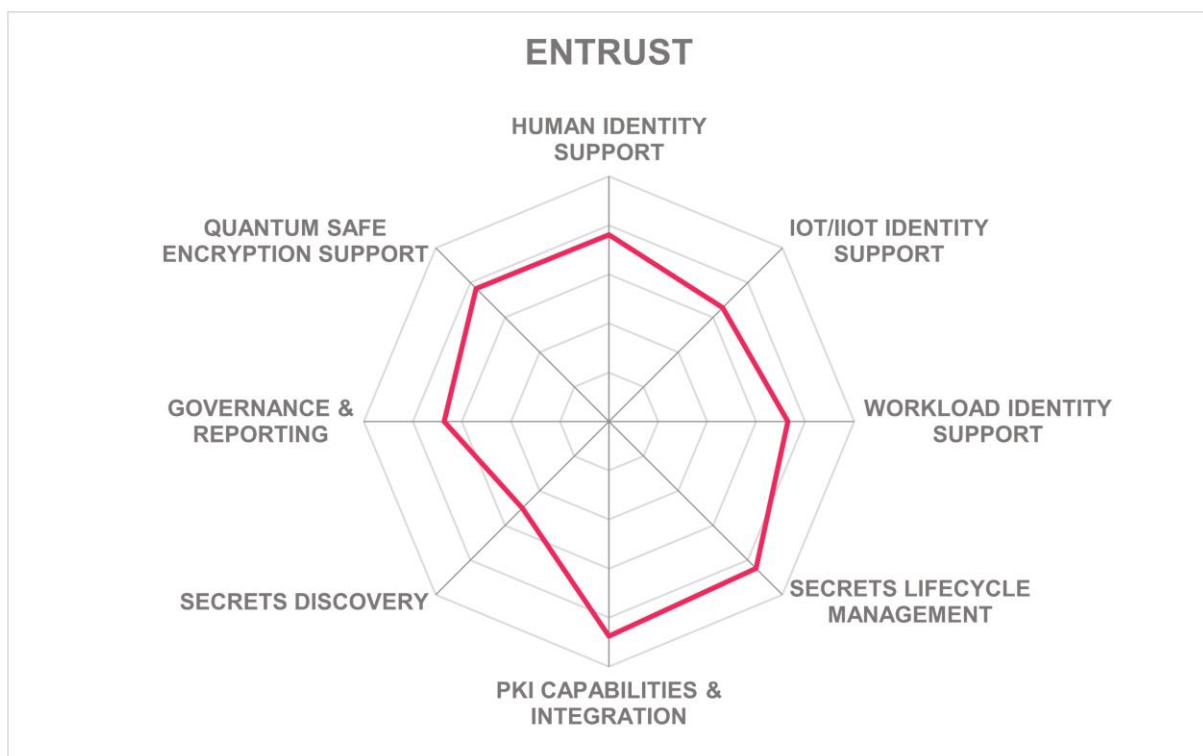 ENTRUST
HUMAN IDENTITY
SUPPORT
IOT/IIOT IDENTITY
SUPPORT
WORKLOAD IDENTITY
SUPPORT
SECRETS LIFECYCLE
MANAGEMENT
PKI CAPABILITIES &
INTEGRATION
SECRETS DISCOVERY
GOVERNANCE &
REPORTING
QUANTUM SAFE
ENCRYPTION SUPPORT